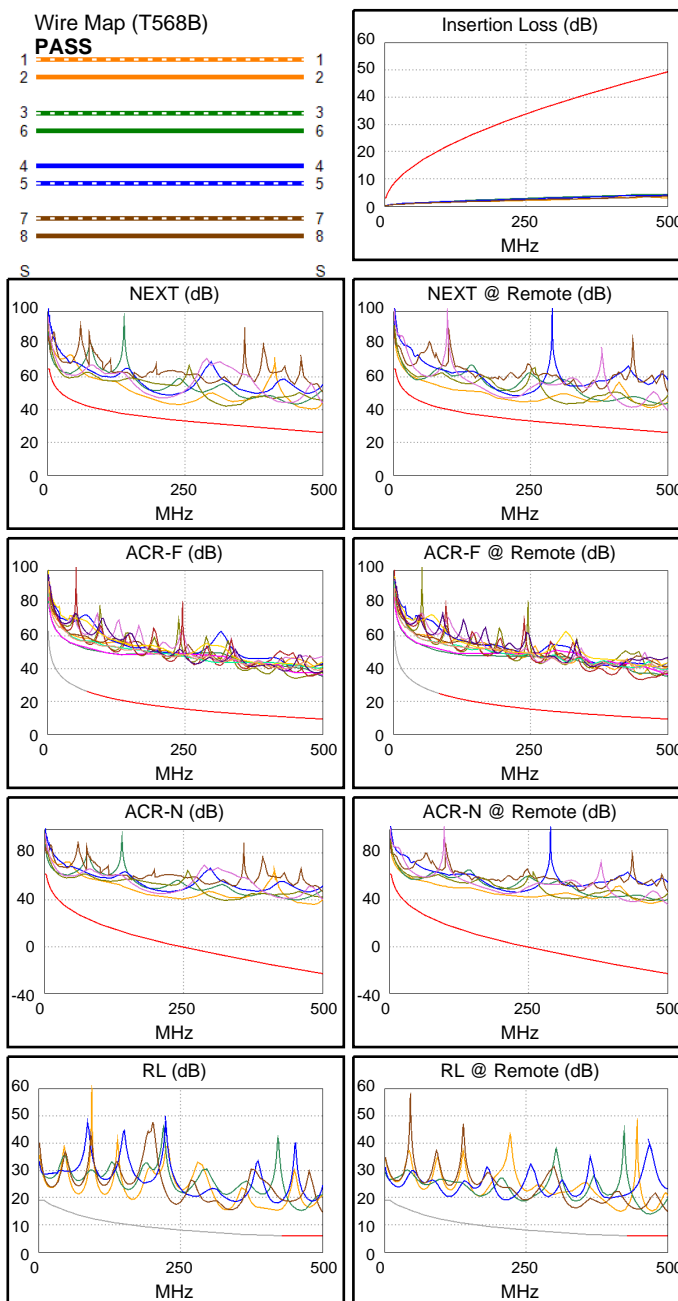 Wire Map (T568B)
PASS
1 1
2 2
3 3
6 6
4 4
5 5
7 7
8 8
S S
Insertion Loss (dB)
60
50
40
30
20
10
0
0 250 500
MHz
NEXT (dB)
100
80
60
40
20
0
0 250 500
MHz
NEXT @ Remote (dB)
100
80
60
40
20
0
0 250 500
MHz
ACR-F (dB)
100
80
60
40
20
0
0 250 500
MHz
ACR-F @ Remote (dB)
100
80
60
40
20
0
0 250 500
MHz
ACR-N (dB)
80
40
0
-40
0 250 500
MHz
ACR-N @ Remote (dB)
80
40
0
-40
0 250 500
MHz
RL (dB)
60
50
40
30
20
10
0
0 250 500
MHz
RL @ Remote (dB)
60
50
40
30
20
10
0
0 250 500
MHz